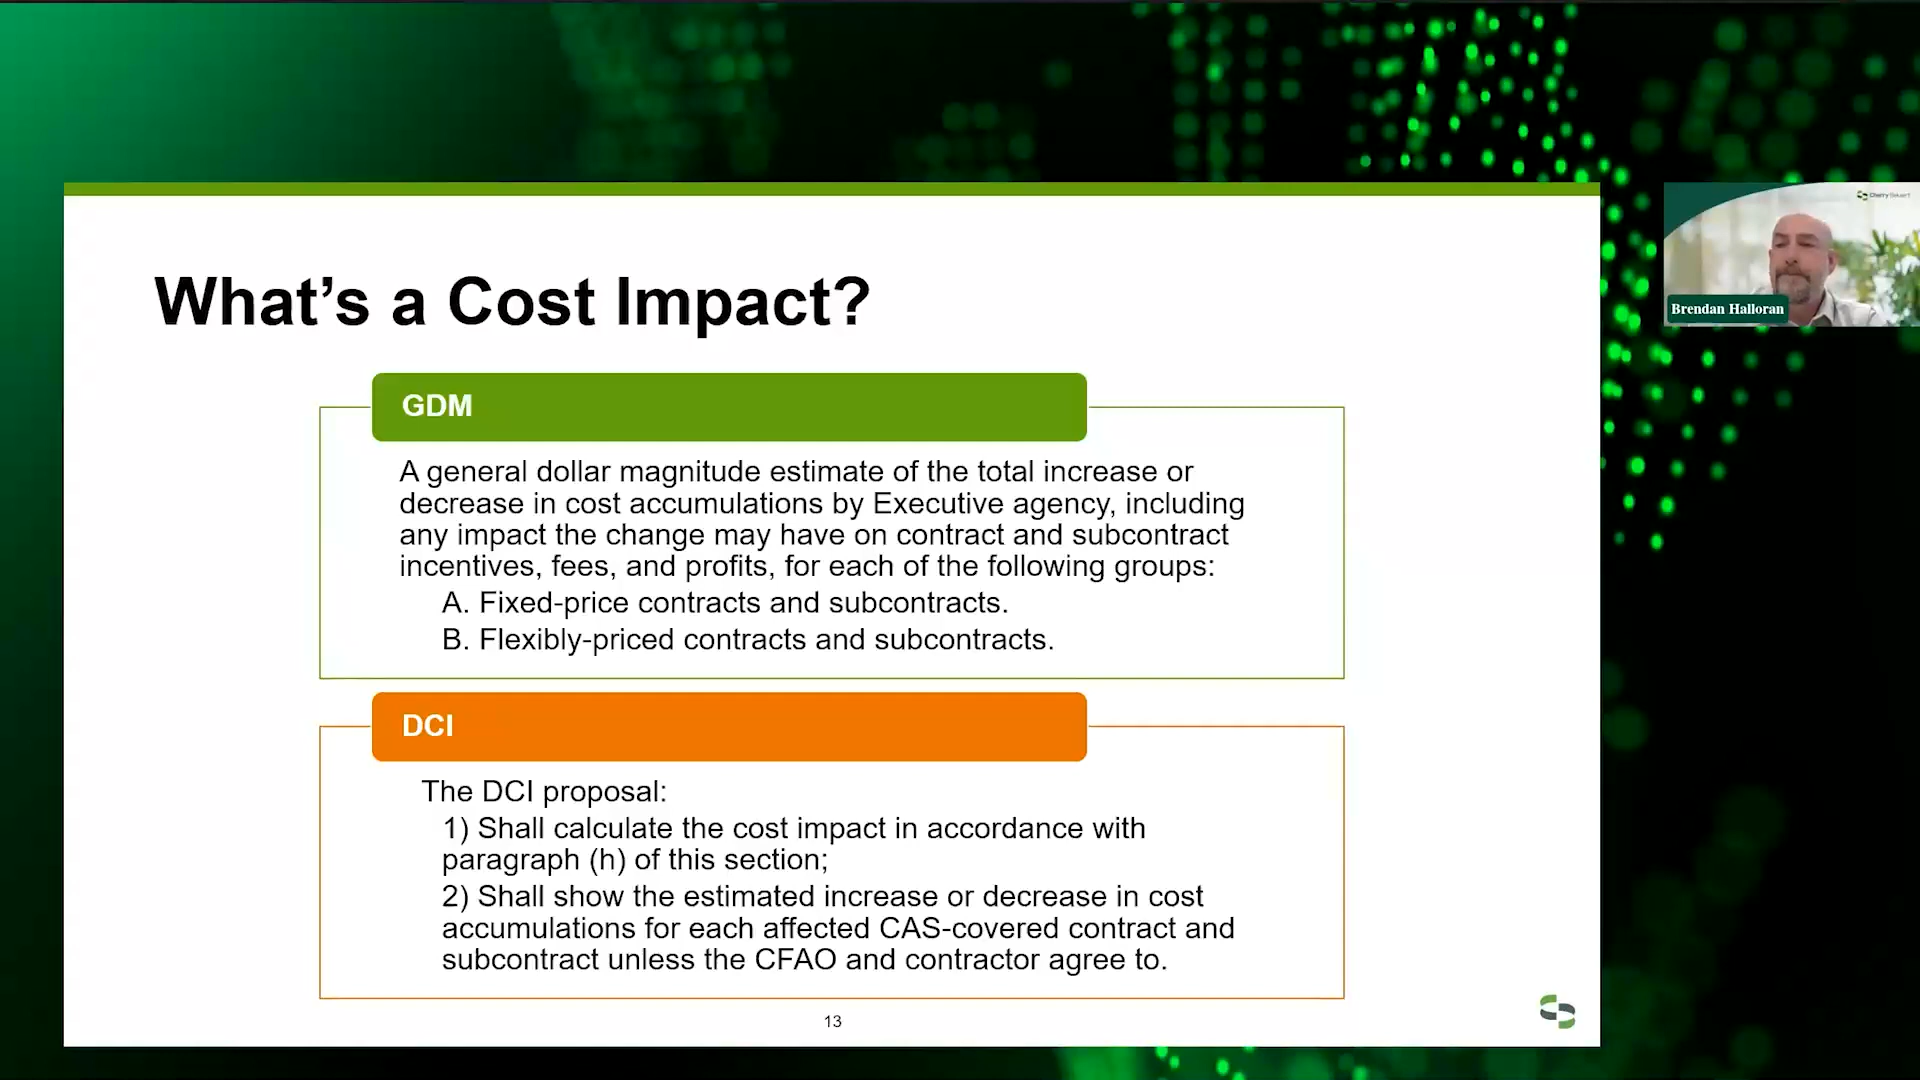 What’s a Cost Impact?
GDM
A general dollar magnitude estimate of the total increase or
decrease in cost accumulations by Executive agency, including
any impact the change may have on contract and subcontract
incentives, fees, and profits, for each of the following groups:
A. Fixed-price contracts and subcontracts.
B. Flexibly-priced contracts and subcontracts.
DCI
The DCI proposal:
1) Shall calculate the cost impact in accordance with
paragraph (h) of this section;
2) Shall show the estimated increase or decrease in cost
accumulations for each affected CAS-covered contract and
subcontract unless the CFAO and contractor agree to.
13
Cherry Bekaert
Brendan Halloran